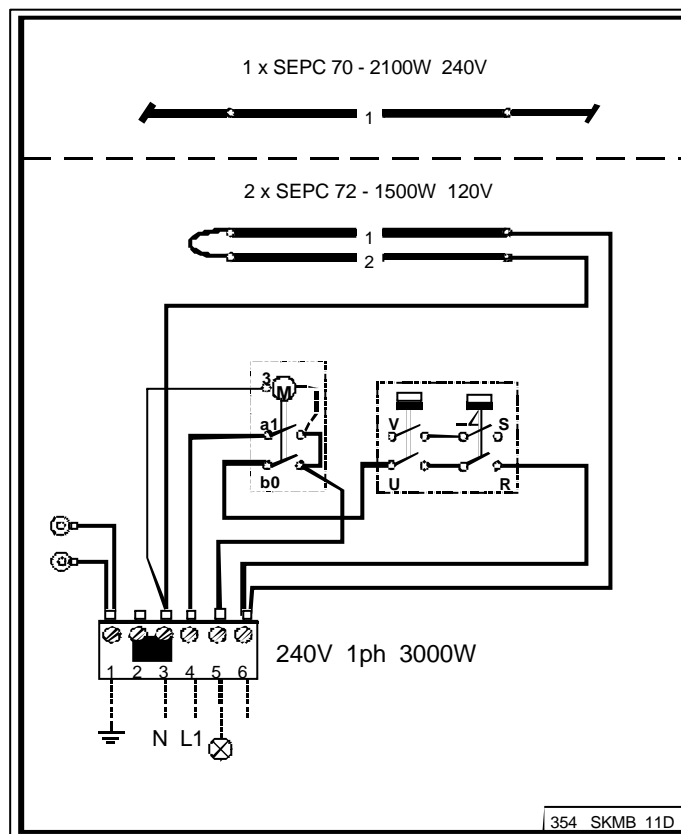 1 x SEPC 70 - 2100W 240V
1
2 x SEPC 72 - 1500W 120V
1
2
3
M
a1
V
S
b0
U
R
240V 1ph 3000W
1 2 3 4 5 6
N L1
354 SKMB 11D